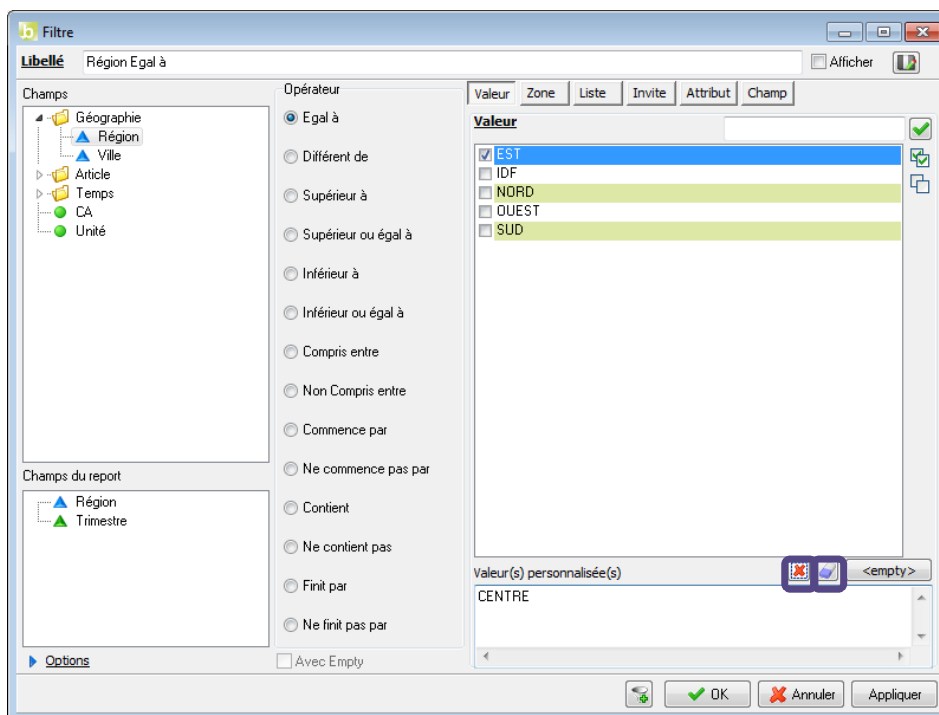 Filtre
Libellé Région Egal à Afficher
Champs
Géographie
Région
Ville
Article
Temps
CA
Unité
Champs du report
Région
Trimestre
Options
Opérateur
Egal à
Différent de
Supérieur à
Supérieur ou égal à
Inférieur à
Inférieur ou égal à
Compris entre
Non Compris entre
Commence par
Ne commence pas par
Contient
Ne contient pas
Finit par
Ne finit pas par
Avec Empty
Valeur Zone Liste Invite Attribut Champ
Valeur
EST
IDF
NORD
OUEST
SUD
Valeur(s) personnalisée(s) <empty>
CENTRE
OK Annuler Appliquer